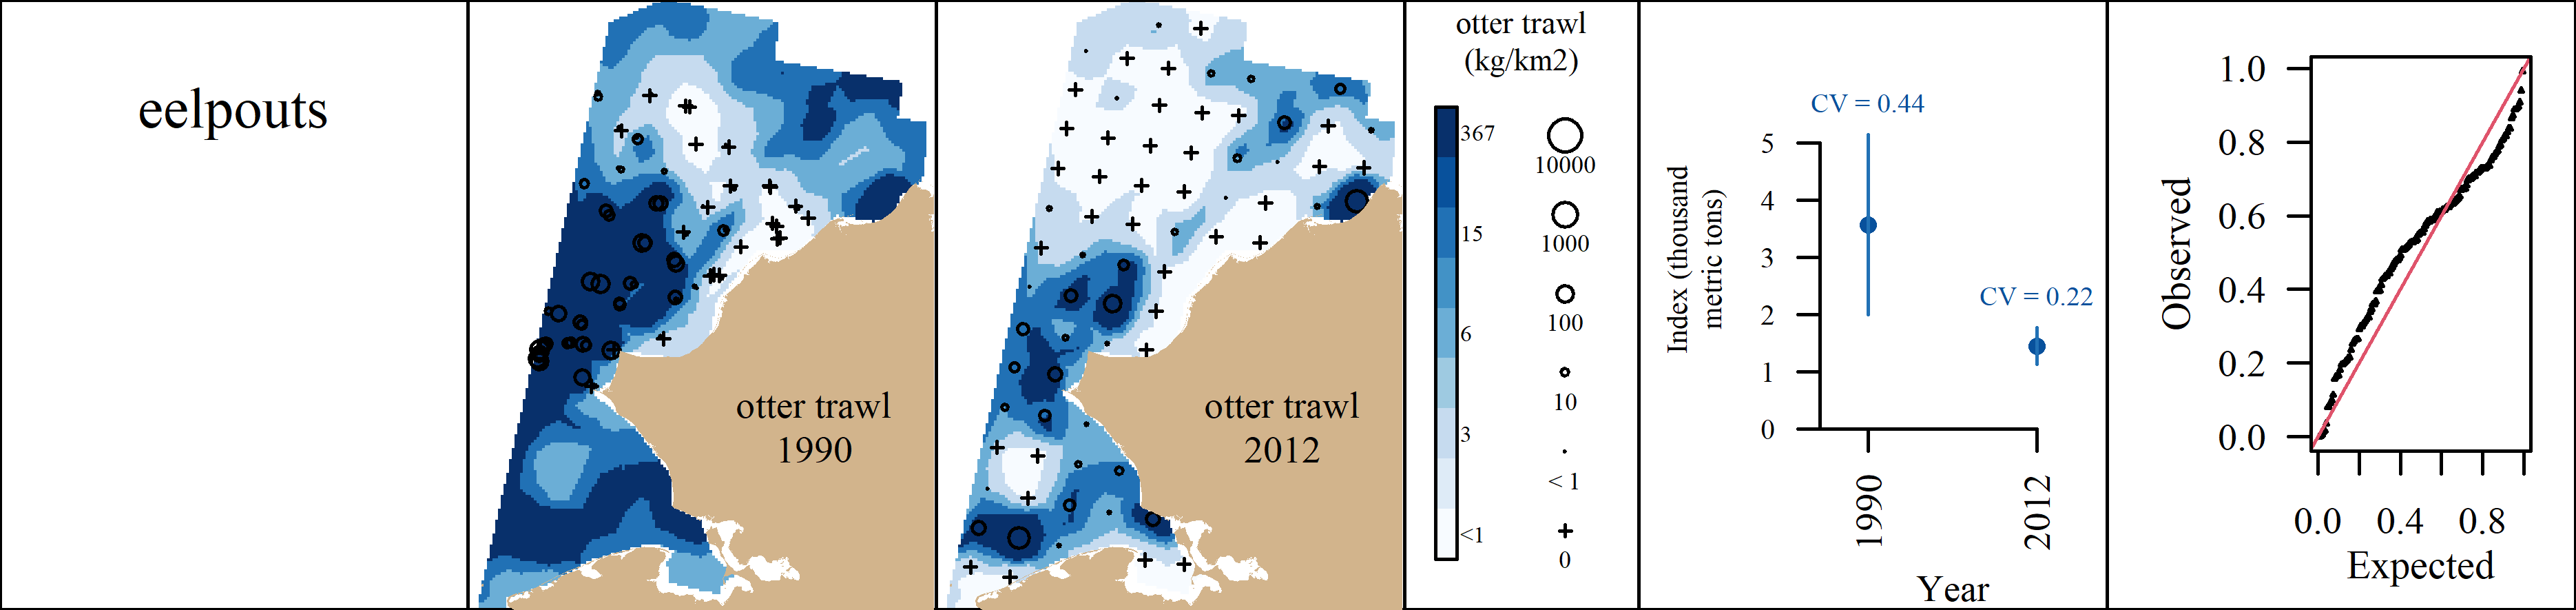 eelpouts
otter trawl
1990
otter trawl
2012
otter trawl
(kg/km2)
367
15
6
3
<1
10000
1000
100
10
< 1
0
Index (thousand
metric tons)
5
4
3
2
1
0
CV = 0.44
CV = 0.22
1990
2012
Year
Observed
1.0
0.8
0.6
0.4
0.2
0.0
0.0 0.4 0.8
Expected